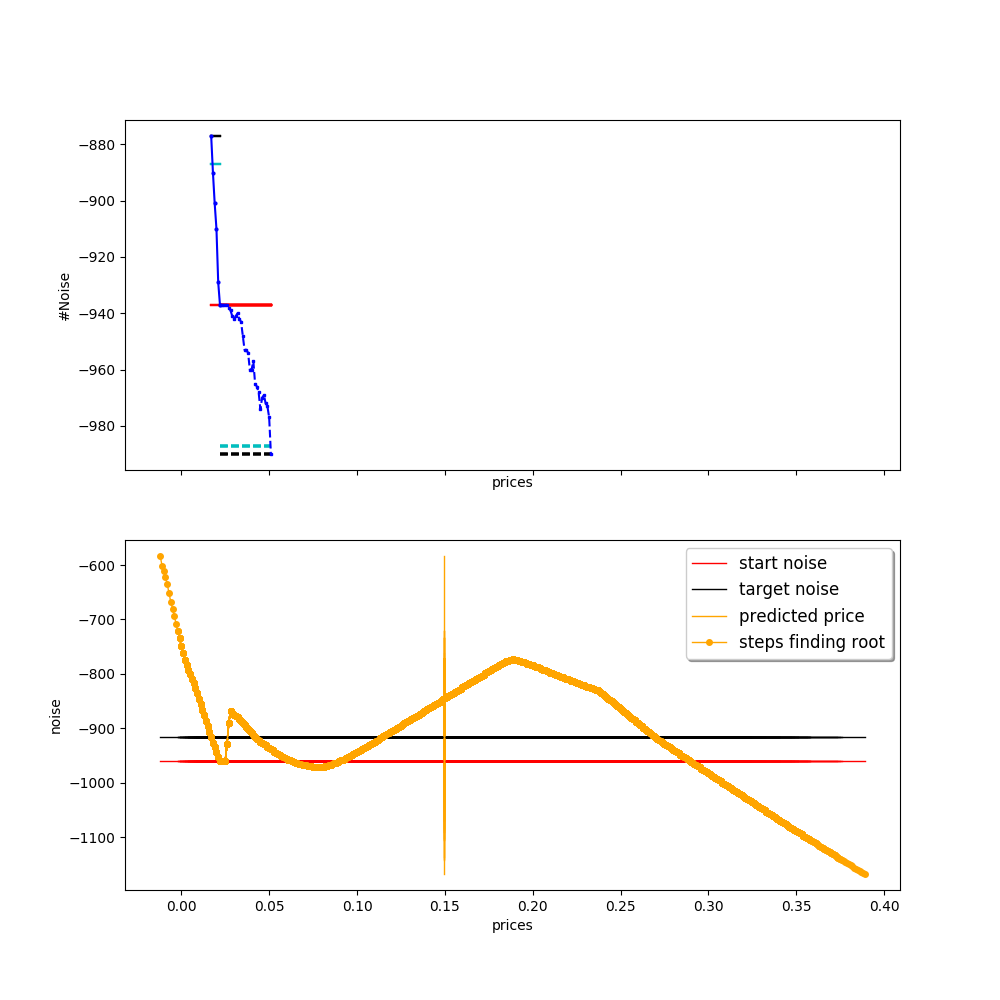 −880
−900
−920
−940
−960
−980
#Noise
prices
−600
−700
−800
−900
−1000
−1100
noise
start noise
target noise
predicted price
steps finding root
0.00 0.05 0.10 0.15 0.20 0.25 0.30 0.35 0.40
prices